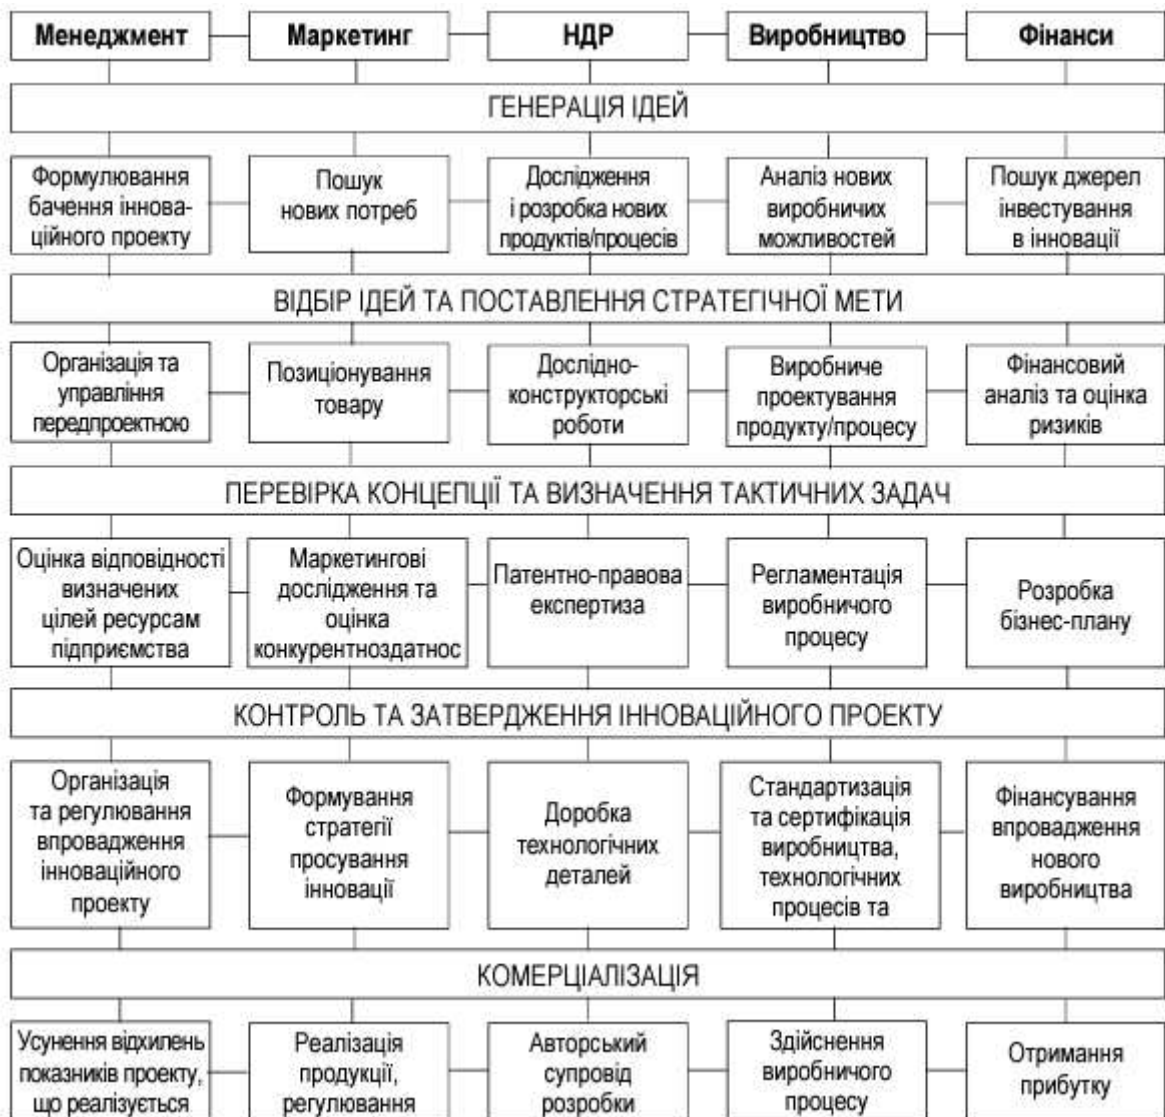 Менеджмент
Маркетинг
НДР
Виробництво
Фінанси
ГЕНЕРАЦІЯ ІДЕЙ
Формулювання
бачення іннова-
ційного проекту
Пошук
нових потреб
Дослідження
і розробка нових
продуктів/процесів
Аналіз нових
виробничих
можливостей
Пошук джерел
інвестування
в інновації
ВІДБІР ІДЕЙ ТА ПОСТАВЛЕННЯ СТРАТЕГІЧНОЇ МЕТИ
Організація та
управління
передпроектною
Позиціонування
товару
Дослідно-
конструкторські
роботи
Виробниче
проектування
продукту/процесу
Фінансовий
аналіз та оцінка
ризиків
ПЕРЕВІРКА КОНЦЕПЦІЇ ТА ВИЗНАЧЕННЯ ТАКТИЧНИХ ЗАДАЧ
Оцінка відповідності
визначених
цілей ресурсам
підприємства
Маркетингові
дослідження та
оцінка
конкурентноздатнос
Патентно-правова
експертиза
Регламентація
виробничого
процесу
Розробка
бізнес-плану
КОНТРОЛЬ ТА ЗАТВЕРДЖЕННЯ ІННОВАЦІЙНОГО ПРОЕКТУ
Організація
та регулювання
впровадження
інноваційного
проекту
Формування
стратегії
просування
інновації
Доробка
технологічних
деталей
Стандартизація
та сертифікація
виробництва,
технологічних
процесів та
Фінансування
впровадження
нового
виробництва
КОМЕРЦІАЛІЗАЦІЯ
Усунення відхилень
показників проекту,
що реалізується
Реалізація
продукції,
регулювання
Авторський
супровід
розробки
Здійснення
виробничого
процесу
Отримання
прибутку